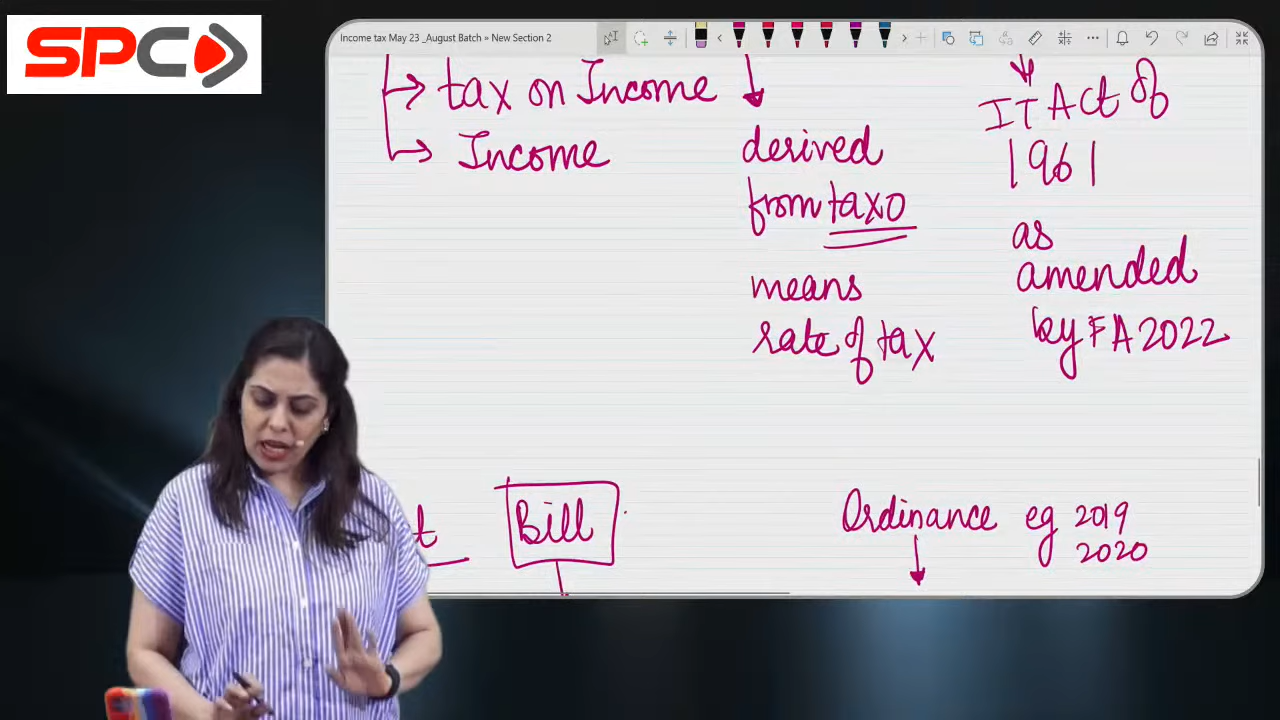 SPC
Income tax May 23 _August Batch » New Section 2
tax on Income
Income
derived
from taxo
means
rate of tax
IT Act of
1961
as
amended
by FA 2022
Bill
Ordinance eg 2019
2020